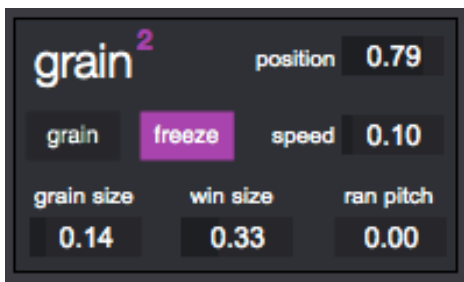 grain²
position 0.79
grain freeze speed 0.10
grain size win size ran pitch
0.14 0.33 0.00